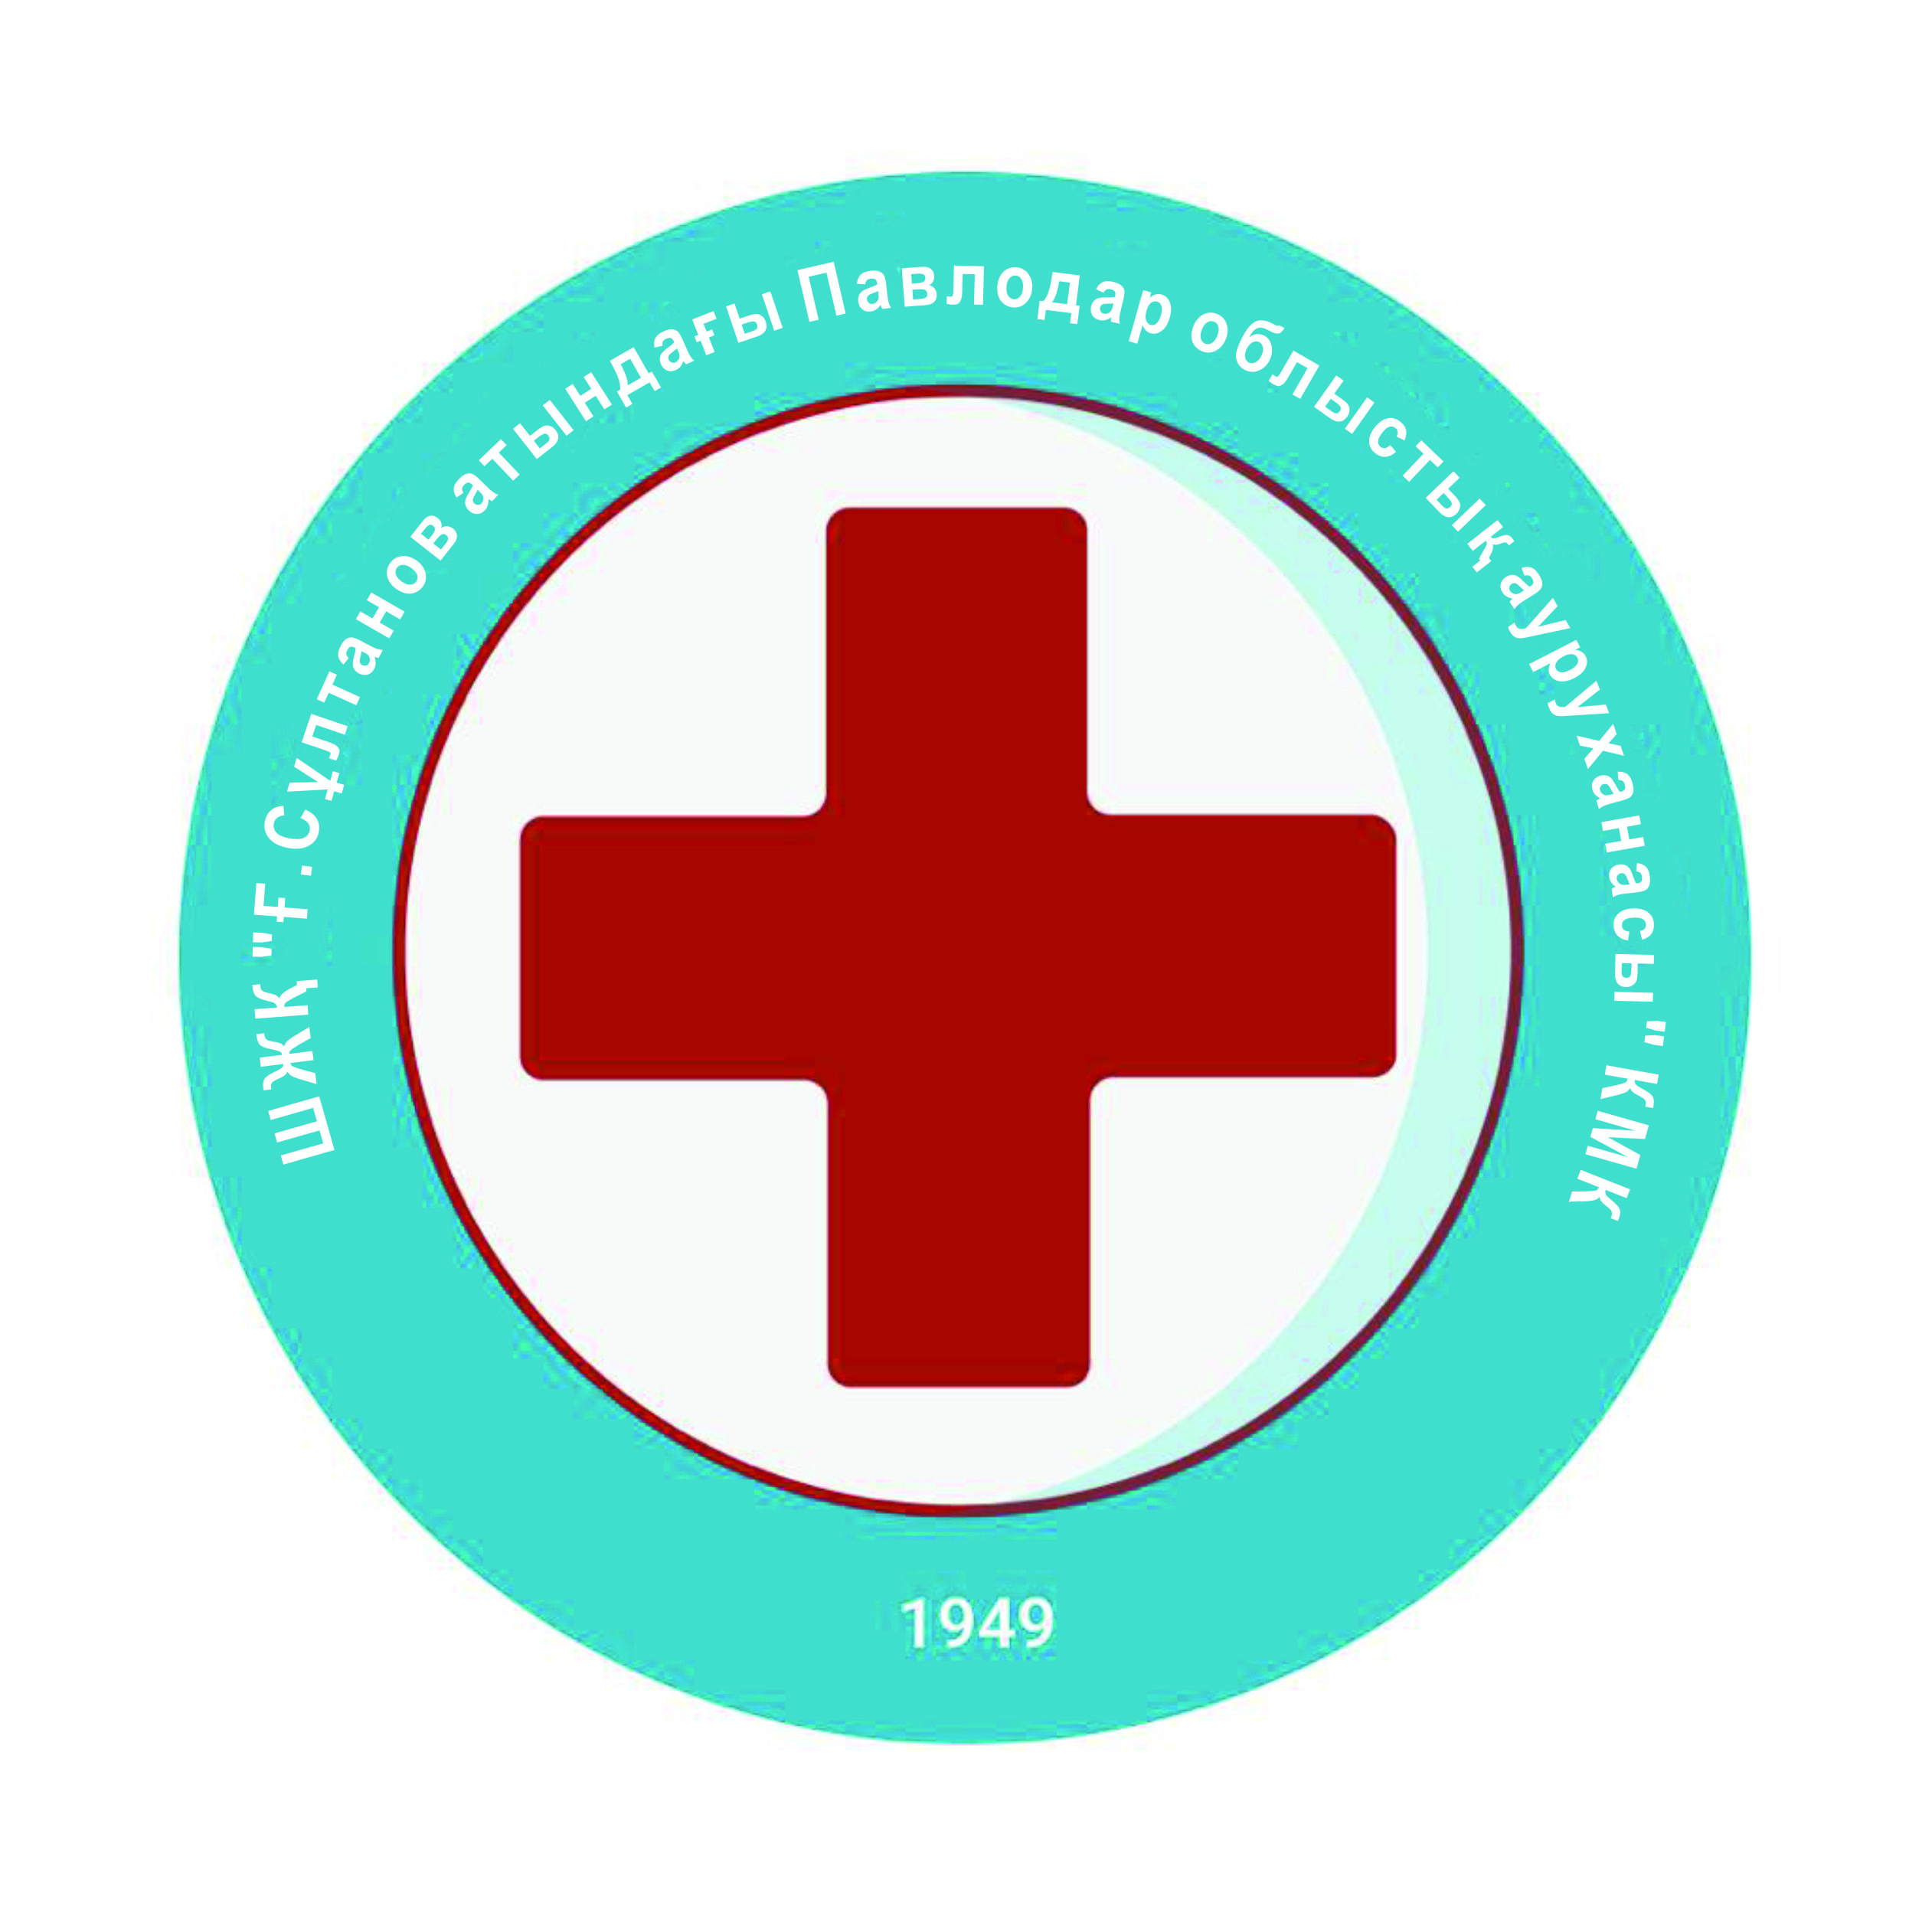 ШЖҚ "Ғ.Сұлтанов атындағы Павлодар облыстық ауруханасы" КМК
1949